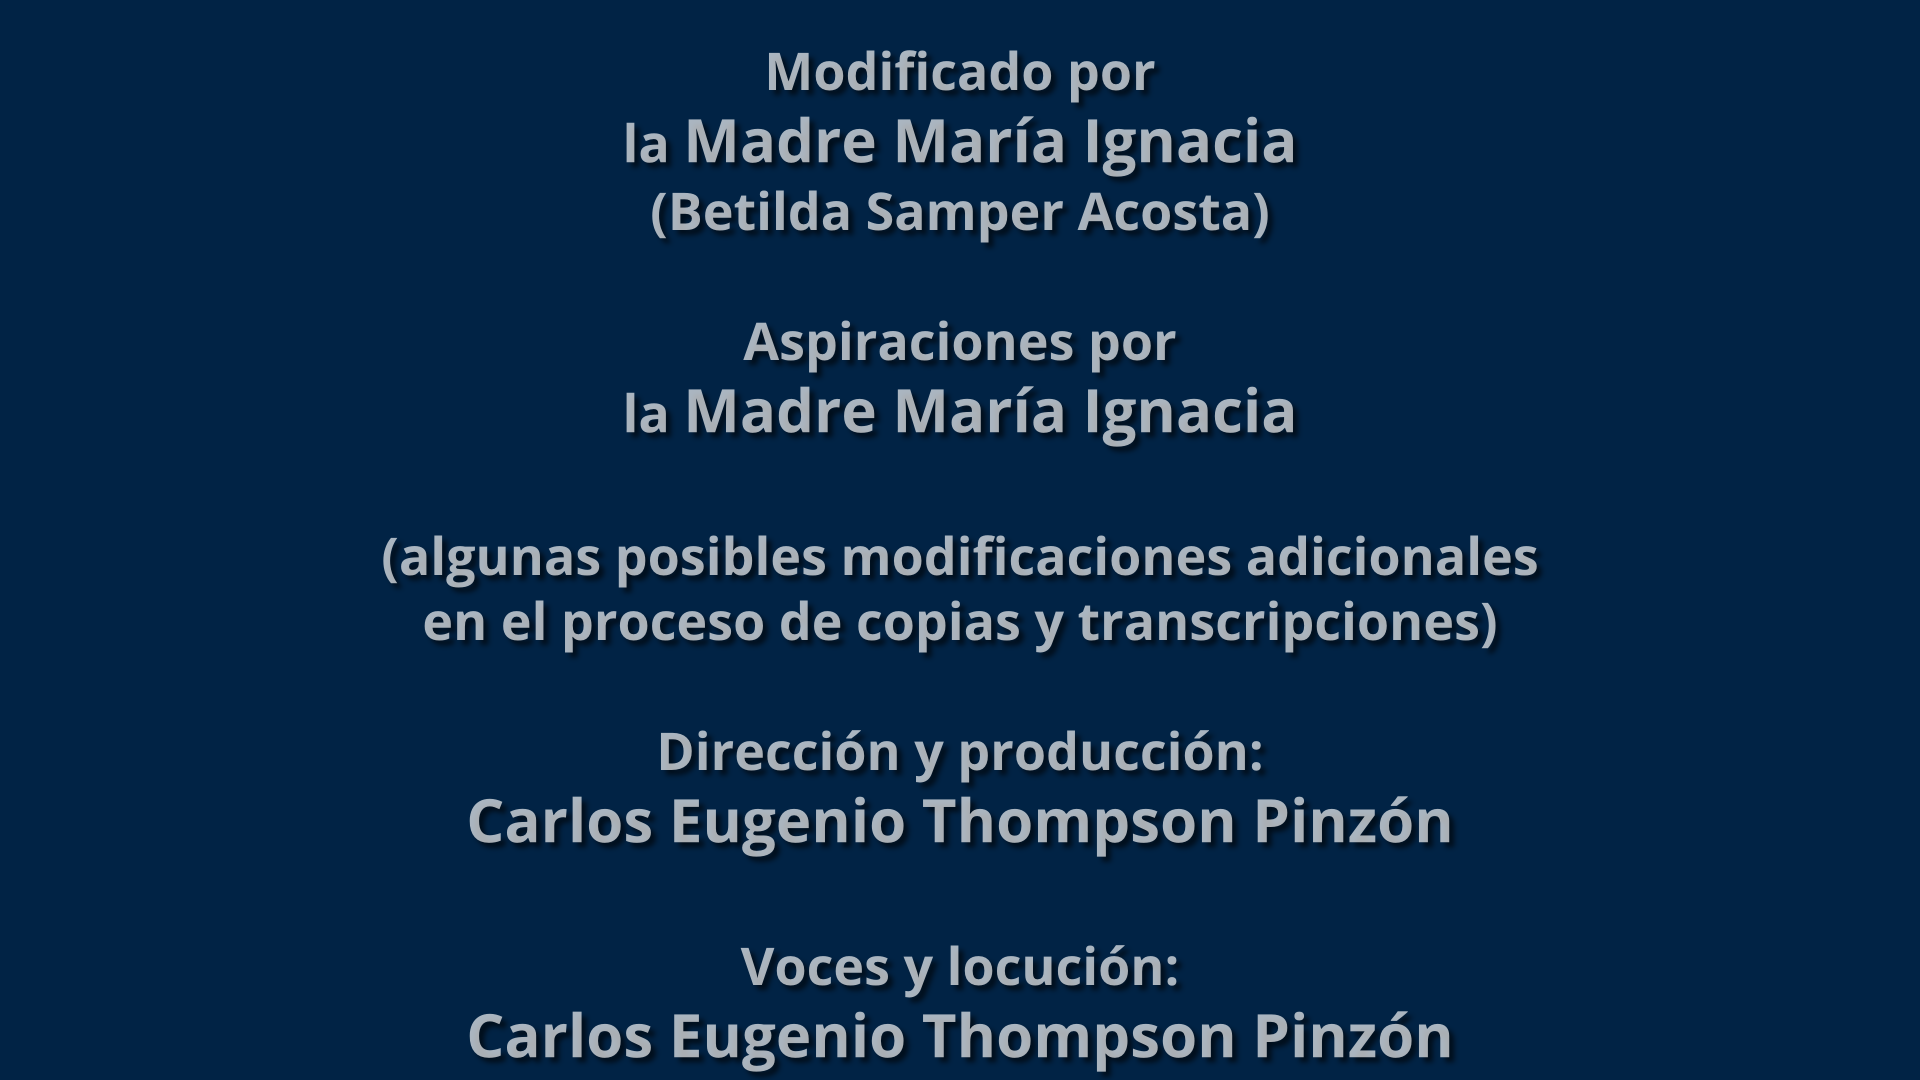 Modificado por
la Madre María Ignacia
(Betilda Samper Acosta)
Aspiraciones por
la Madre María Ignacia
(algunas posibles modificaciones adicionales
en el proceso de copias y transcripciones)
Dirección y producción:
Carlos Eugenio Thompson Pinzón
Voces y locución:
Carlos Eugenio Thompson Pinzón